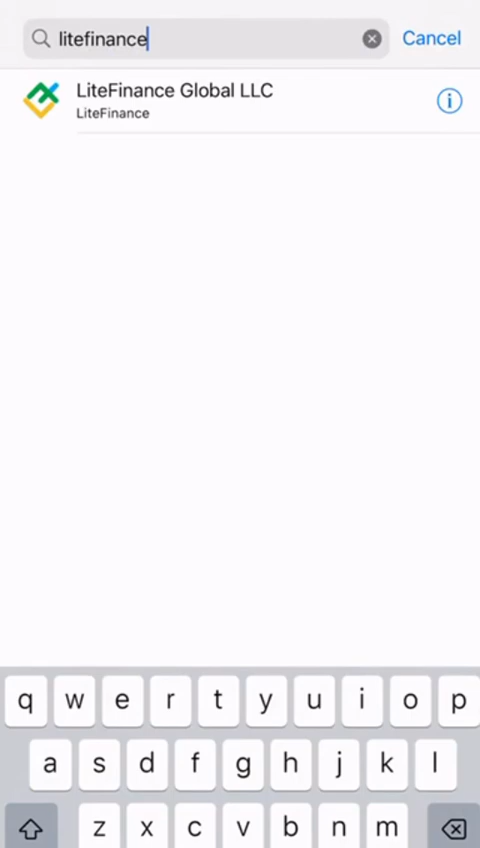 litefinance
Cancel
LiteFinance Global LLC
LiteFinance
q w e r t y u i o p
a s d f g h j k l
z x c v b n m